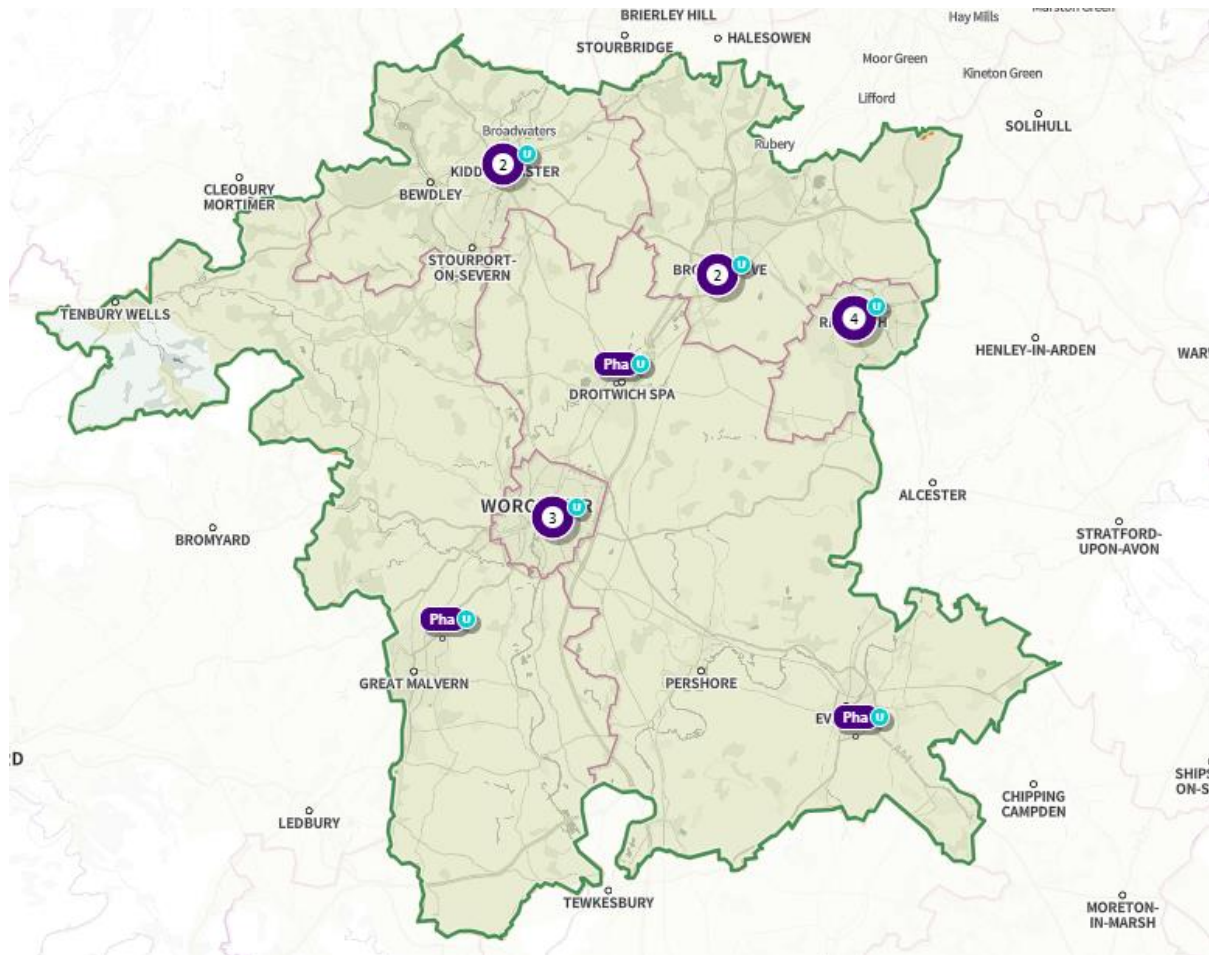 BRIERLEY HILL
Hay Mills
STOURBRIDGE
HALESOWEN
Moor Green
Kineton Green
Lifford
SOLIHULL
Broadwaters
Rubery
2
U
CLEOBURY
MORTIMER
BEWDLEY
STOURPORT-
ON-SEVERN
2
U
TENBURY WELLS
4
U
HENLEY-IN-ARDEN
Pha
U
DROITWICH SPA
ALCESTER
3
U
BROMYARD
STRATFORD-
UPON-AVON
Pha
U
GREAT MALVERN
PERSHORE
Pha
U
CHIPPING
CAMPDEN
LEDBURY
TEWKESBURY
MORETON-
IN-MARSH